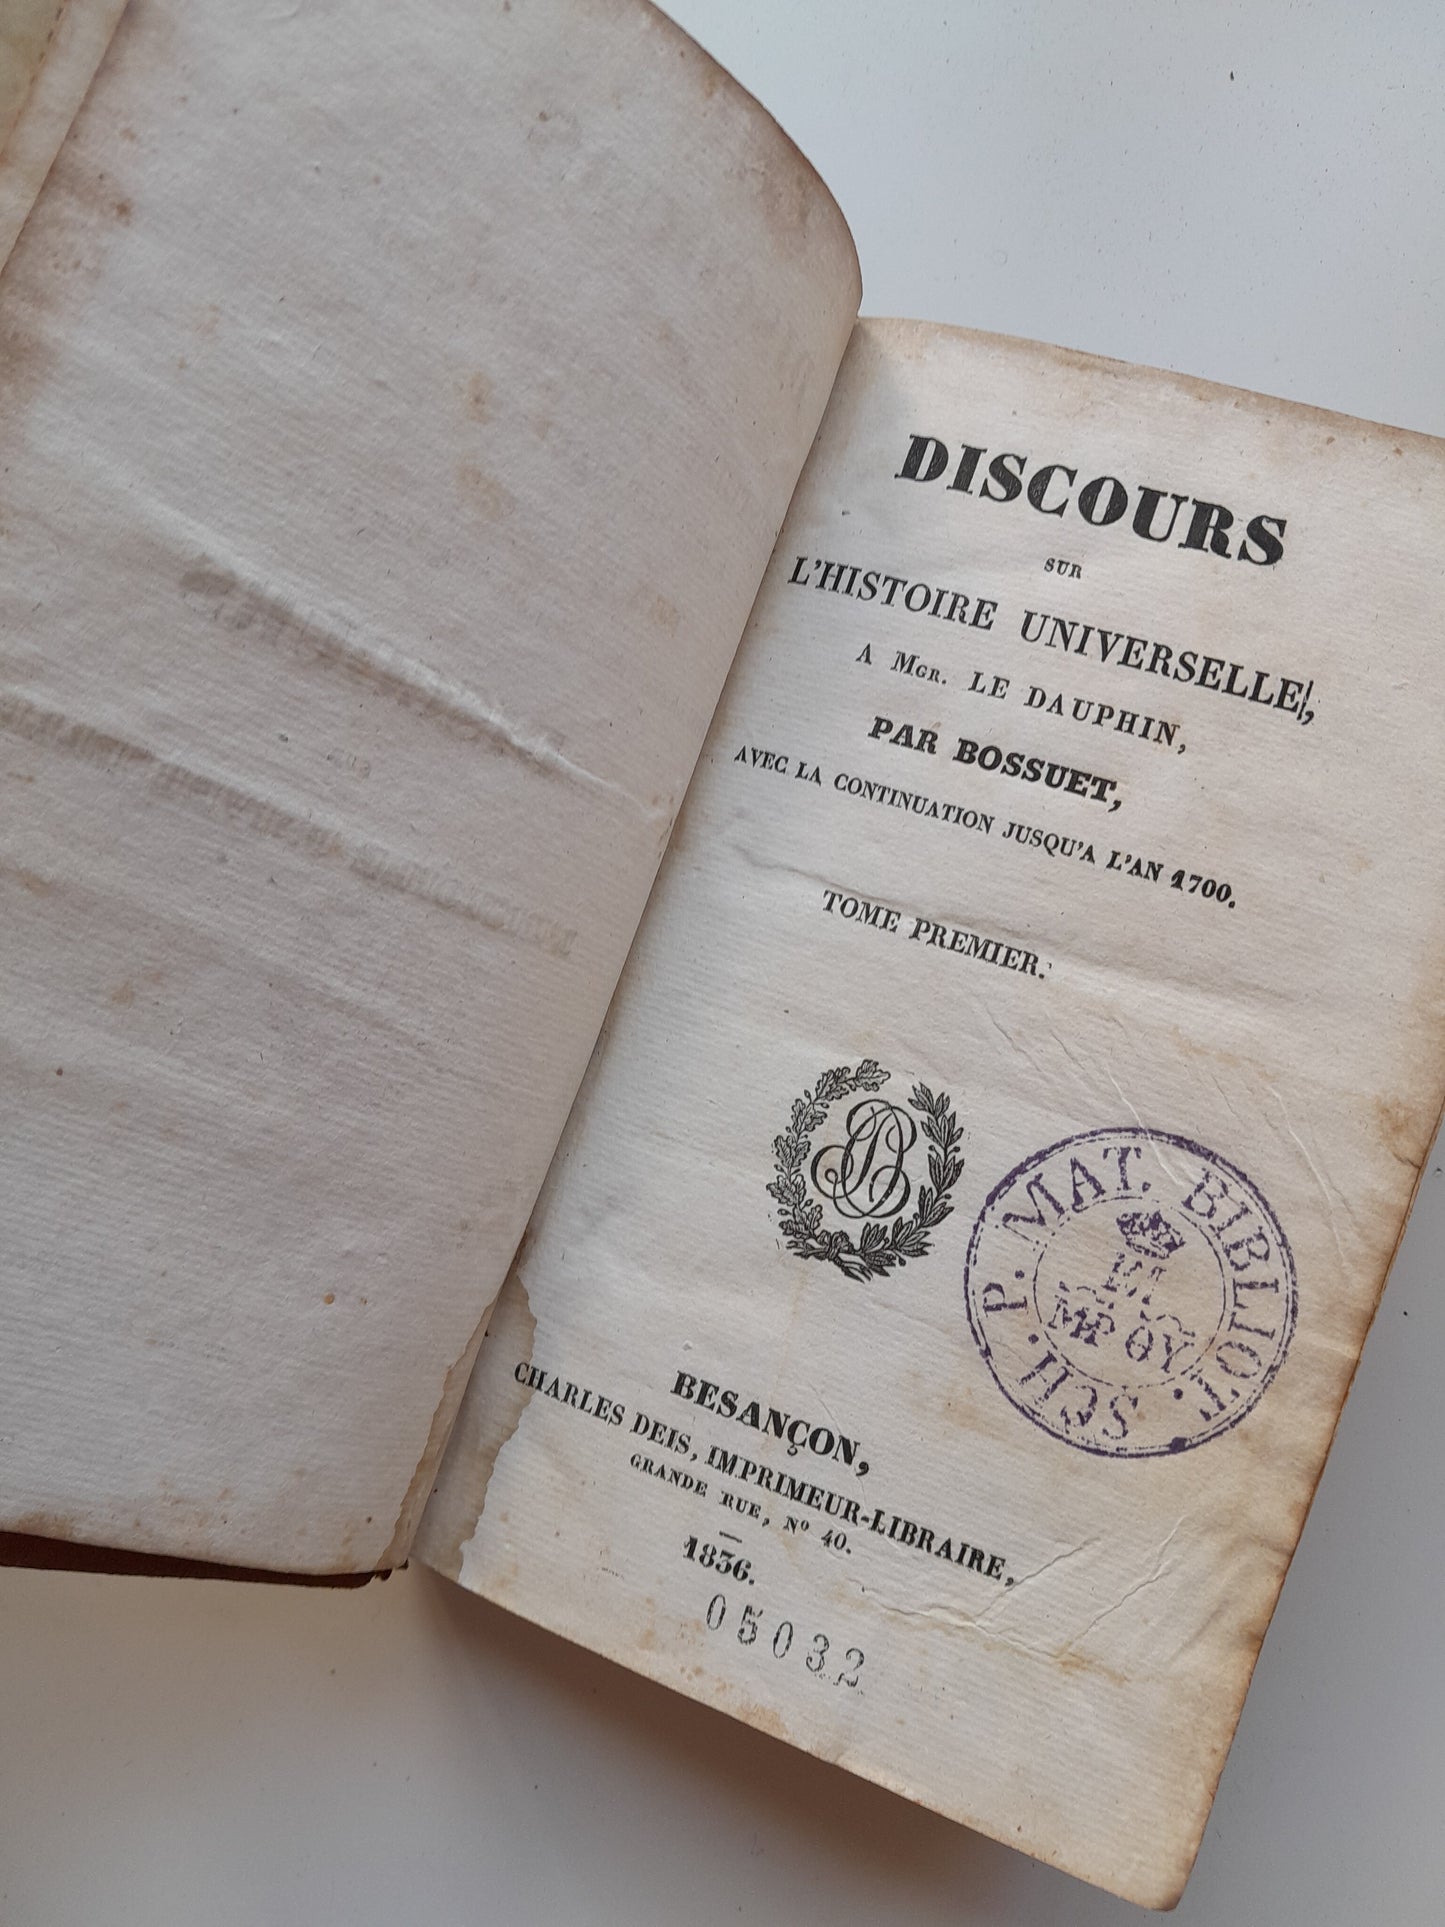 DISCOURS
SUR
L'HISTOIRE UNIVERSELLE,
A MGR. LE DAUPHIN,
PAR BOSSUET,
AVEC LA CONTINUATION JUSQU'A L'AN 1700.
TOME PREMIER.
SCH. P. MAT. BIBLIOT.
BESANÇON,
CHARLES DEIS, IMPRIMEUR-LIBRAIRE,
GRANDE RUE, Nº 40.
1836.
05032